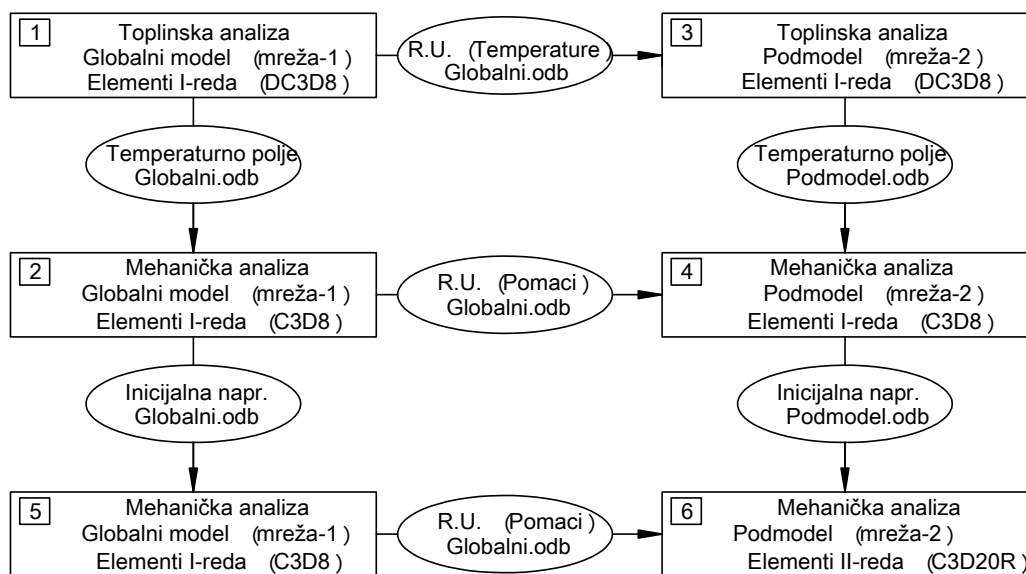 1
Toplinska analiza
Globalni model (mreža-1)
Elementi I-reda (DC3D8)
R.U. (Temperature)
Globalni.odb
3
Toplinska analiza
Podmodel (mreža-2)
Elementi I-reda (DC3D8)
Temperaturno polje
Globalni.odb
Temperaturno polje
Podmodel.odb
2
Mehanička analiza
Globalni model (mreža-1)
Elementi I-reda (C3D8)
R.U. (Pomaci)
Globalni.odb
4
Mehanička analiza
Podmodel (mreža-2)
Elementi I-reda (C3D8)
Inicijalna napr.
Globalni.odb
Inicijalna napr.
Podmodel.odb
5
Mehanička analiza
Globalni model (mreža-1)
Elementi I-reda (C3D8)
R.U. (Pomaci)
Globalni.odb
6
Mehanička analiza
Podmodel (mreža-2)
Elementi II-reda (C3D20R)